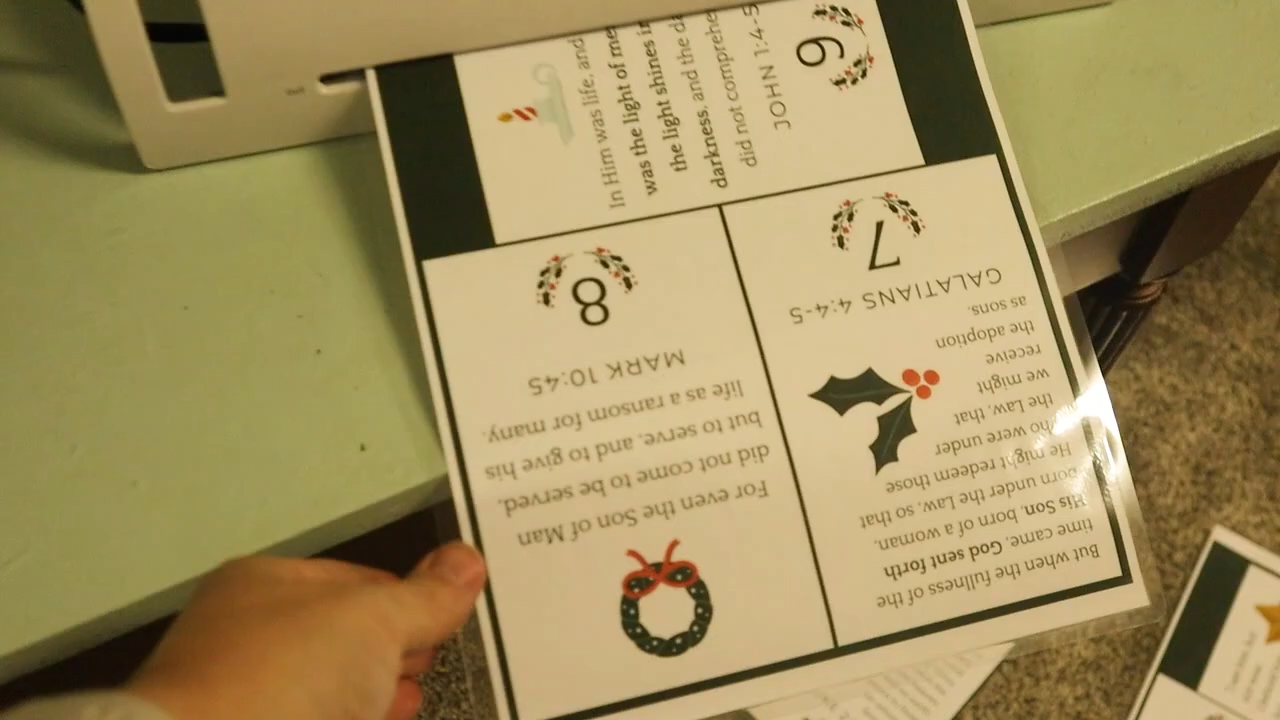 But when the fullness of the
time came, God sent forth
His Son, born of a woman,
born under the Law, so that
He might redeem those
who were under
the Law, that
we might
receive
the adoption
as sons.
GALATIANS 4:4-5
7
For even the Son of Man
did not come to be served,
but to serve, and to give his
life as a ransom for many.
MARK 10:45
8
In Him was life, and
was the light of me
the light shines in
darkness, and the da
did not comprehe
JOHN 1:4-5
9